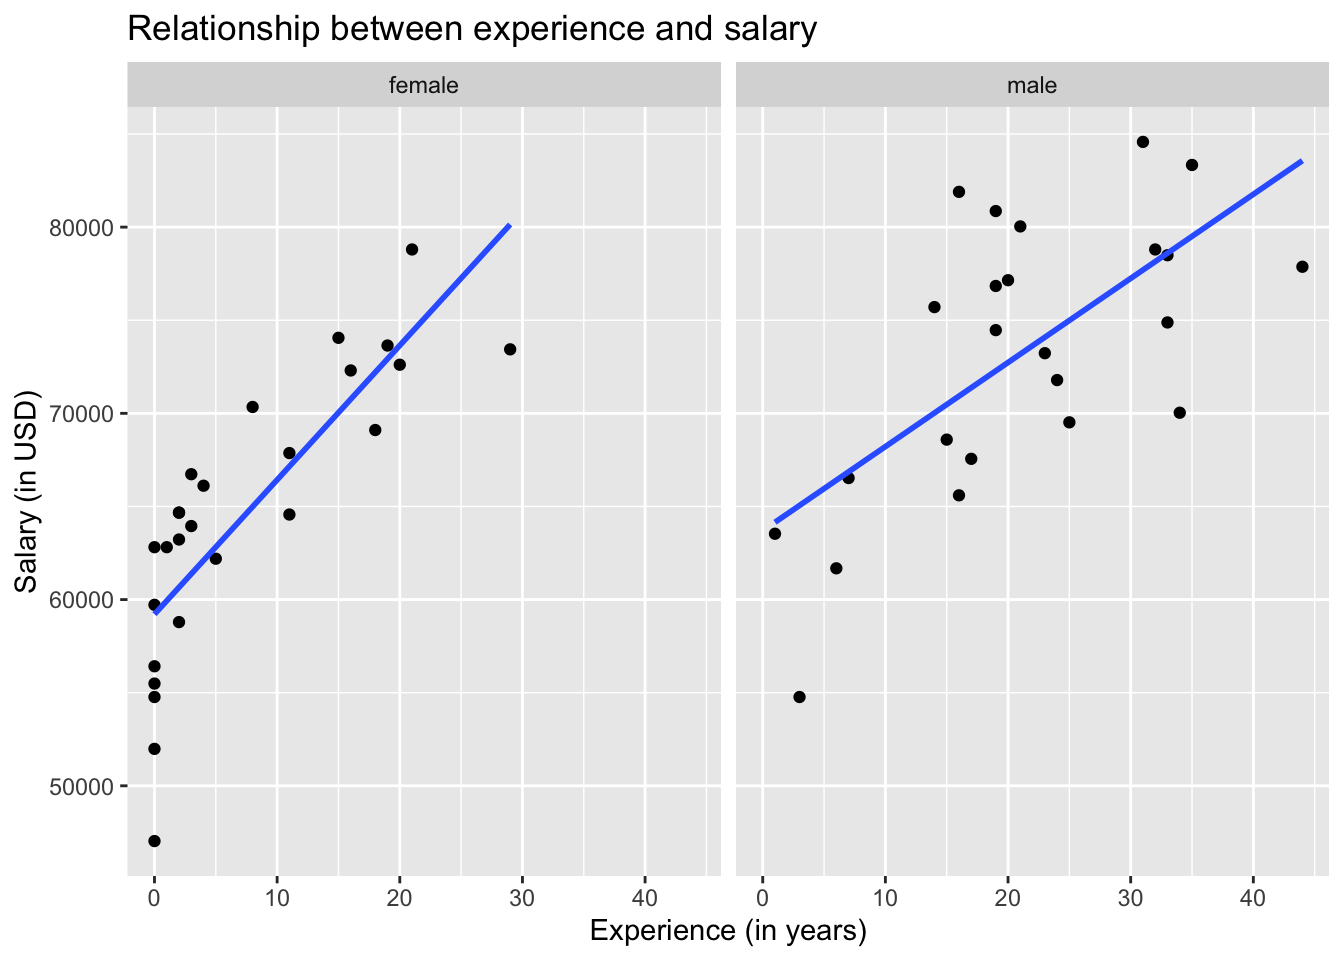 Relationship between experience and salary
female
male
Salary (in USD)
80000
70000
60000
50000
0 10 20 30 40
0 10 20 30 40
Experience (in years)